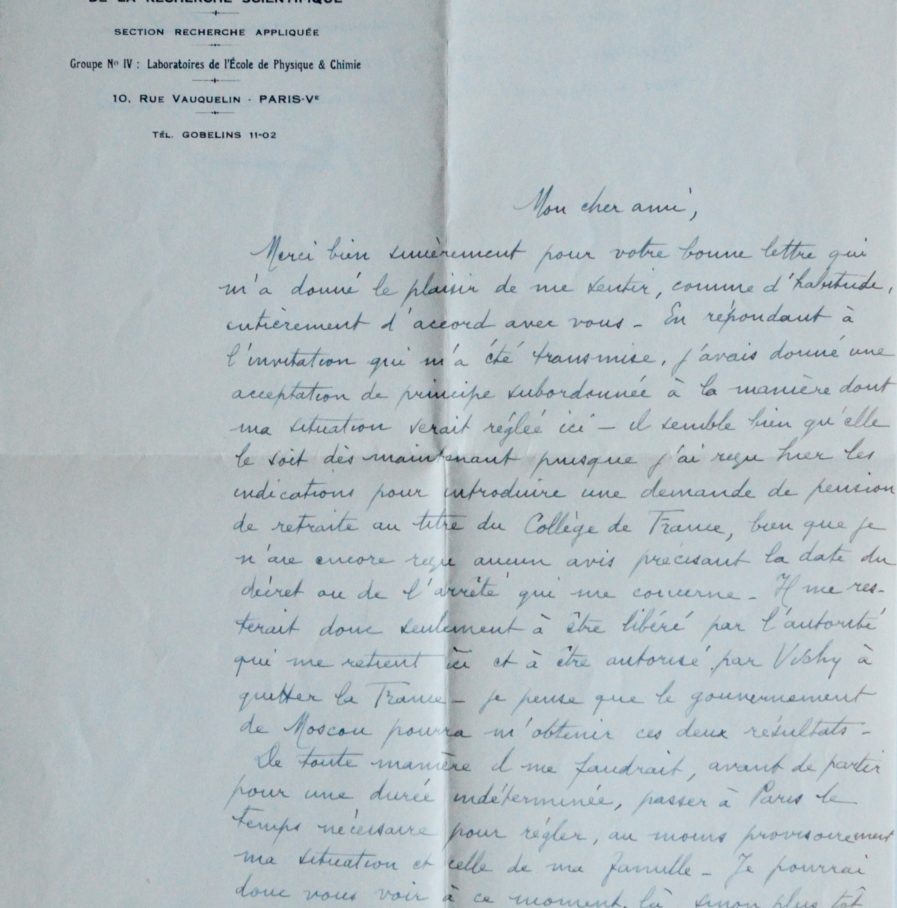 DE LA RECHERCHE SCIENTIFIQUE
SECTION RECHERCHE APPLIQUÉE
Groupe No IV : Laboratoires de l'École de Physique & Chimie
10, RUE VAUQUELIN - PARIS-Ve
TÉL. GOBELINS 11-02
Mon cher ami,
Merci bien sincèrement pour votre bonne lettre qui
m'a donné le plaisir de me sentir, comme d'habitude,
entièrement d'accord avec vous - En répondant à
l'invitation qui m'a été transmise, j'avais donné une
acceptation de principe subordonnée à la manière dont
ma situation serait réglée ici - il semble bien qu'elle
le soit dès maintenant puisque j'ai reçu hier les
indications pour introduire une demande de pension
de retraite au titre du Collège de France, bien que je
n'aie encore reçu aucun avis précisant la date du
décret ou de l'arrêté qui me concerne - Il me res-
terait donc seulement à être libéré par l'autorité
qui me retient ici et à être autorisé par Vichy à
quitter la France - je pense que le gouvernement
de Moscou pourra m'obtenir ces deux résultats -
De toute manière il me faudrait, avant de partir
pour une durée indéterminée, passer à Paris le
temps nécessaire pour régler, au moins provisoirement
ma situation et celle de ma famille - Je pourrai
donc vous voir à ce moment là sinon plus tôt